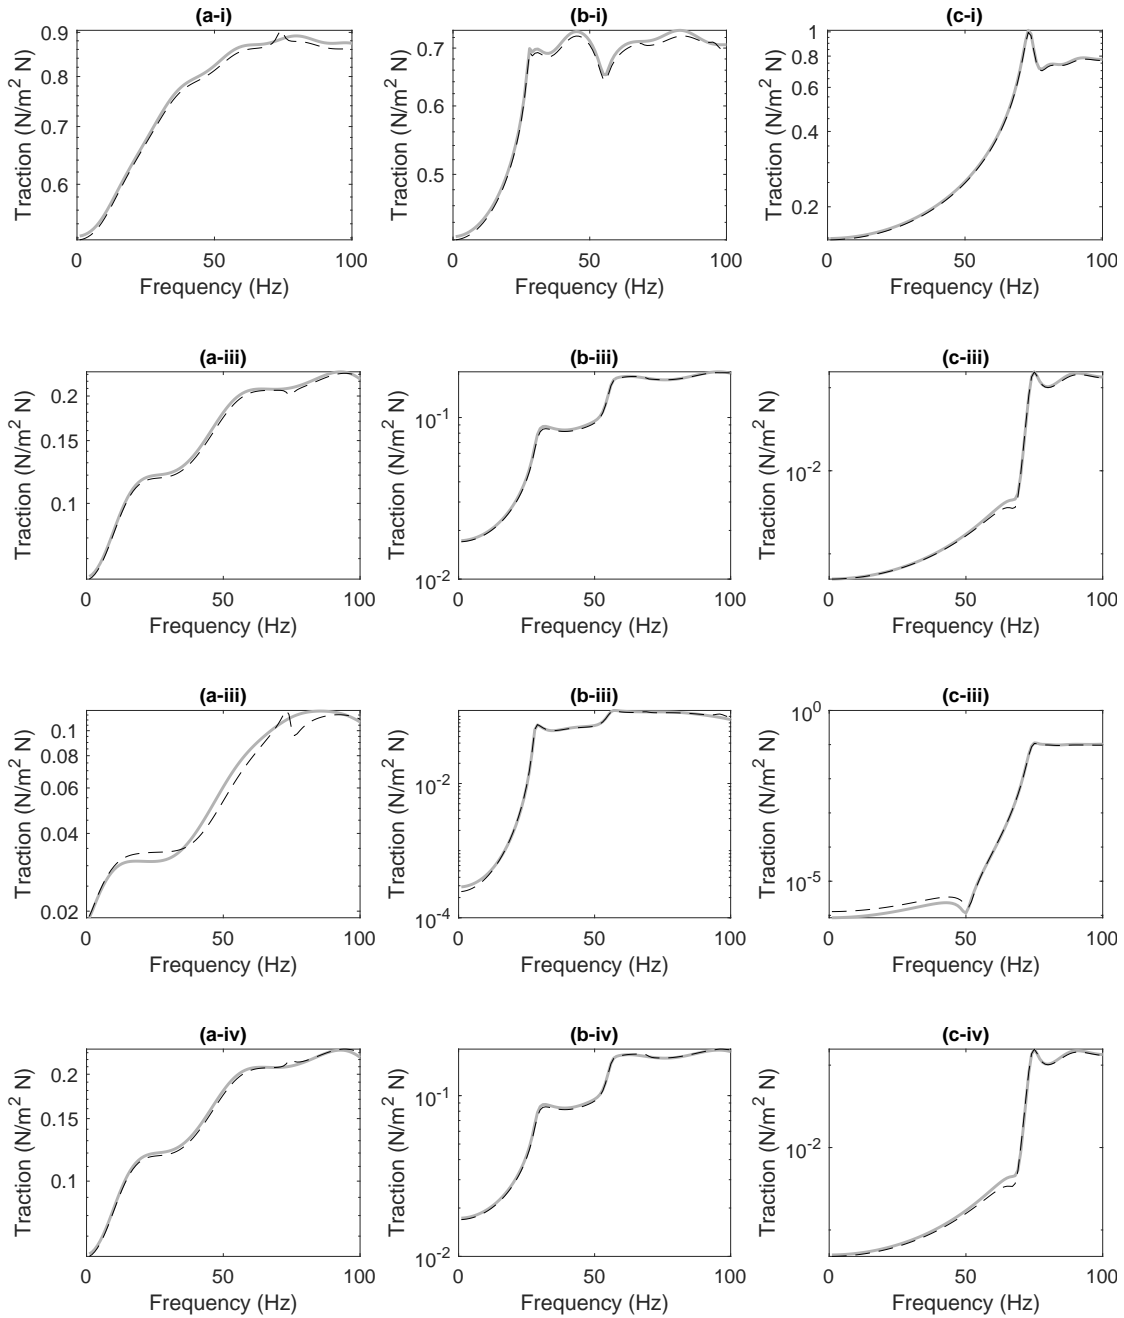 (a-i) (b-i) (c-i)
Traction (N/m² N) Traction (N/m² N) Traction (N/m² N)
0.9 0.8 0.7 0.6
0.7 0.6 0.5
1 0.8 0.4 0.2
0 50 100 0 50 100 0 50 100
Frequency (Hz) Frequency (Hz) Frequency (Hz)
(a-iii) (b-iii) (c-iii)
Traction (N/m² N) Traction (N/m² N) Traction (N/m² N)
0.2 0.15 0.1
10⁻¹ 10⁻²
10⁻²
0 50 100 0 50 100 0 50 100
Frequency (Hz) Frequency (Hz) Frequency (Hz)
(a-iii) (b-iii) (c-iii)
Traction (N/m² N) Traction (N/m² N) Traction (N/m² N)
0.1 0.08 0.06 0.04 0.02
10⁻² 10⁻⁴
10⁰ 10⁻⁵
0 50 100 0 50 100 0 50 100
Frequency (Hz) Frequency (Hz) Frequency (Hz)
(a-iv) (b-iv) (c-iv)
Traction (N/m² N) Traction (N/m² N) Traction (N/m² N)
0.2 0.15 0.1
10⁻¹ 10⁻²
10⁻²
0 50 100 0 50 100 0 50 100
Frequency (Hz) Frequency (Hz) Frequency (Hz)